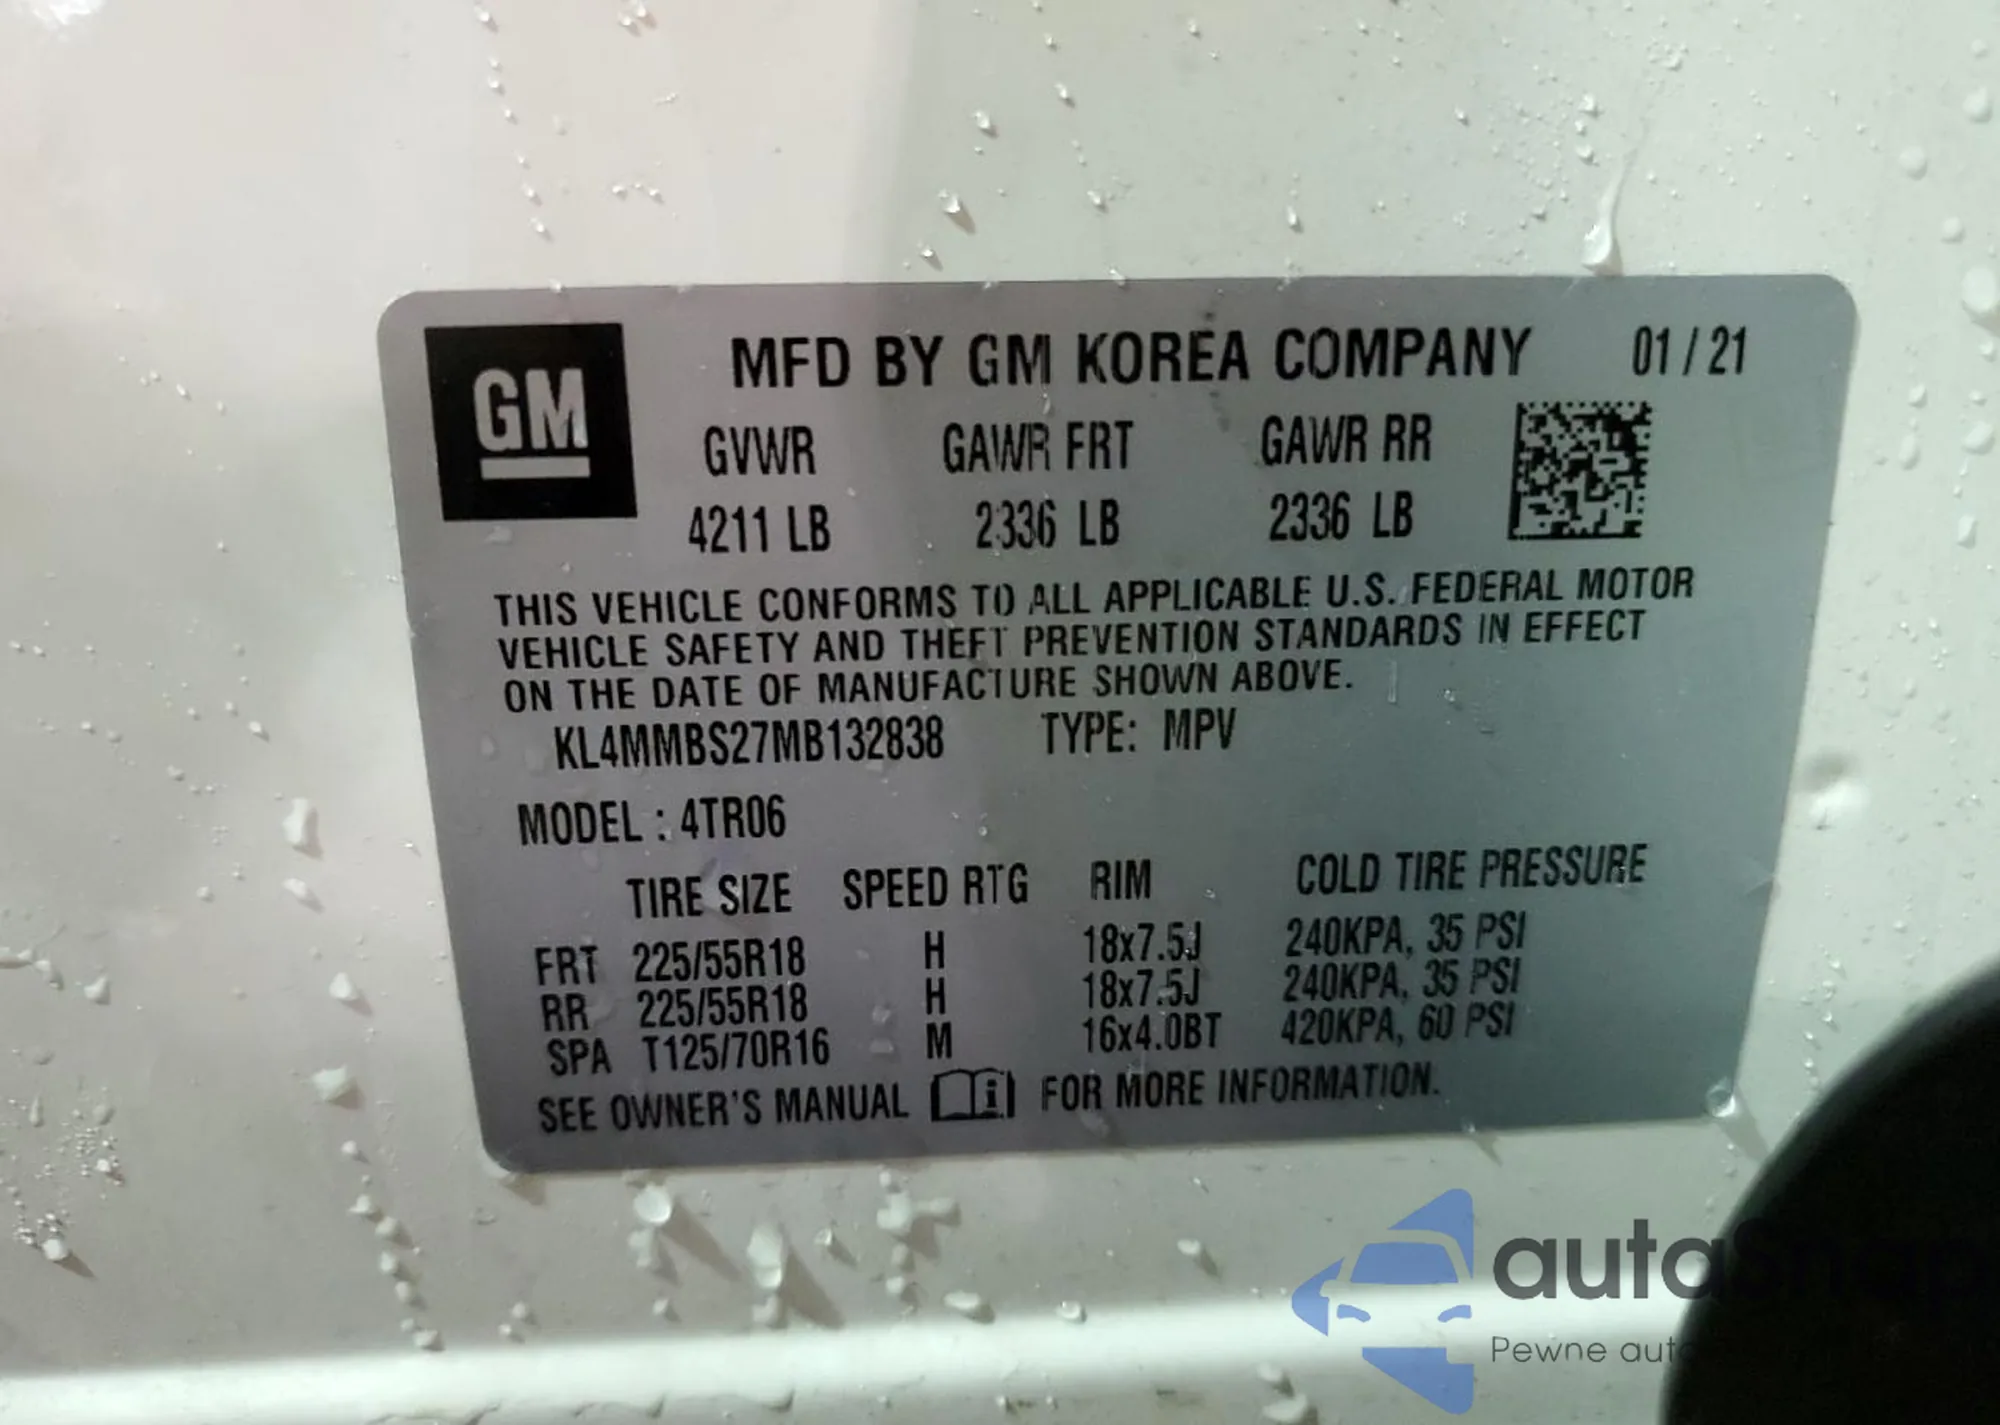 GM
MFD BY GM KOREA COMPANY 01 / 21
GVWR GAWR FRT GAWR RR
4211 LB 2336 LB 2336 LB
THIS VEHICLE CONFORMS TO ALL APPLICABLE U.S. FEDERAL MOTOR
VEHICLE SAFETY AND THEFT PREVENTION STANDARDS IN EFFECT
ON THE DATE OF MANUFACTURE SHOWN ABOVE.
KL4MMBS27MB132838 TYPE: MPV
MODEL : 4TR06
TIRE SIZE SPEED RTG RIM COLD TIRE PRESSURE
FRT 225/55R18 H 18x7.5J 240KPA, 35 PSI
RR 225/55R18 H 18x7.5J 240KPA, 35 PSI
SPA T125/70R16 M 16x4.0BT 420KPA, 60 PSI
SEE OWNER'S MANUAL i FOR MORE INFORMATION.
autasnap
Pewne